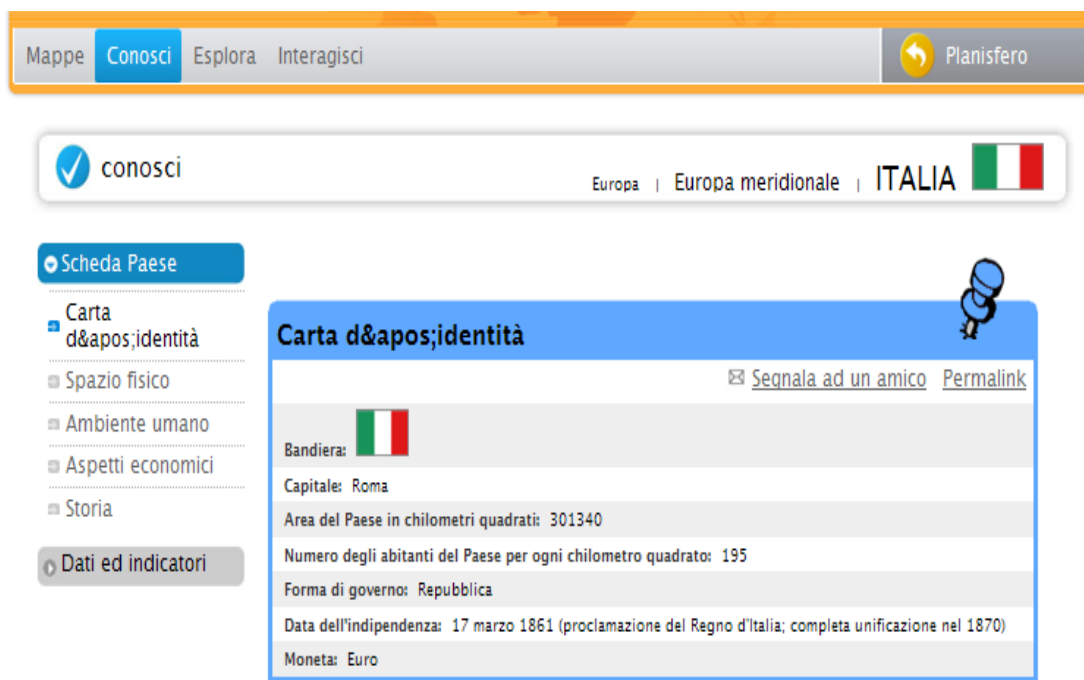 Mappe Conosci Esplora Interagisci Planisfero
conosci
Europa | Europa meridionale | ITALIA
Scheda Paese
Carta
d&apos;identità
Spazio fisico
Ambiente umano
Aspetti economici
Storia
Dati ed indicatori
Carta d&apos;identità
Segnala ad un amico Permalink
Bandiera:
Capitale: Roma
Area del Paese in chilometri quadrati: 301340
Numero degli abitanti del Paese per ogni chilometro quadrato: 195
Forma di governo: Repubblica
Data dell'indipendenza: 17 marzo 1861 (proclamazione del Regno d'Italia; completa unificazione nel 1870)
Moneta: Euro